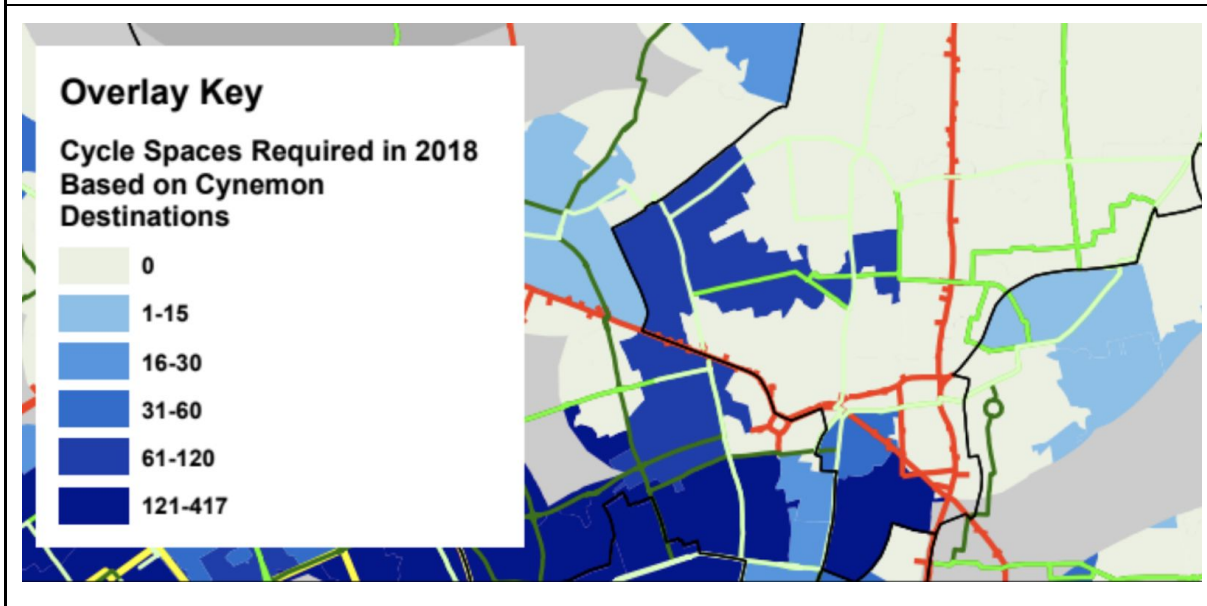 Overlay Key
Cycle Spaces Required in 2018
Based on Cynemon
Destinations
0
1-15
16-30
31-60
61-120
121-417